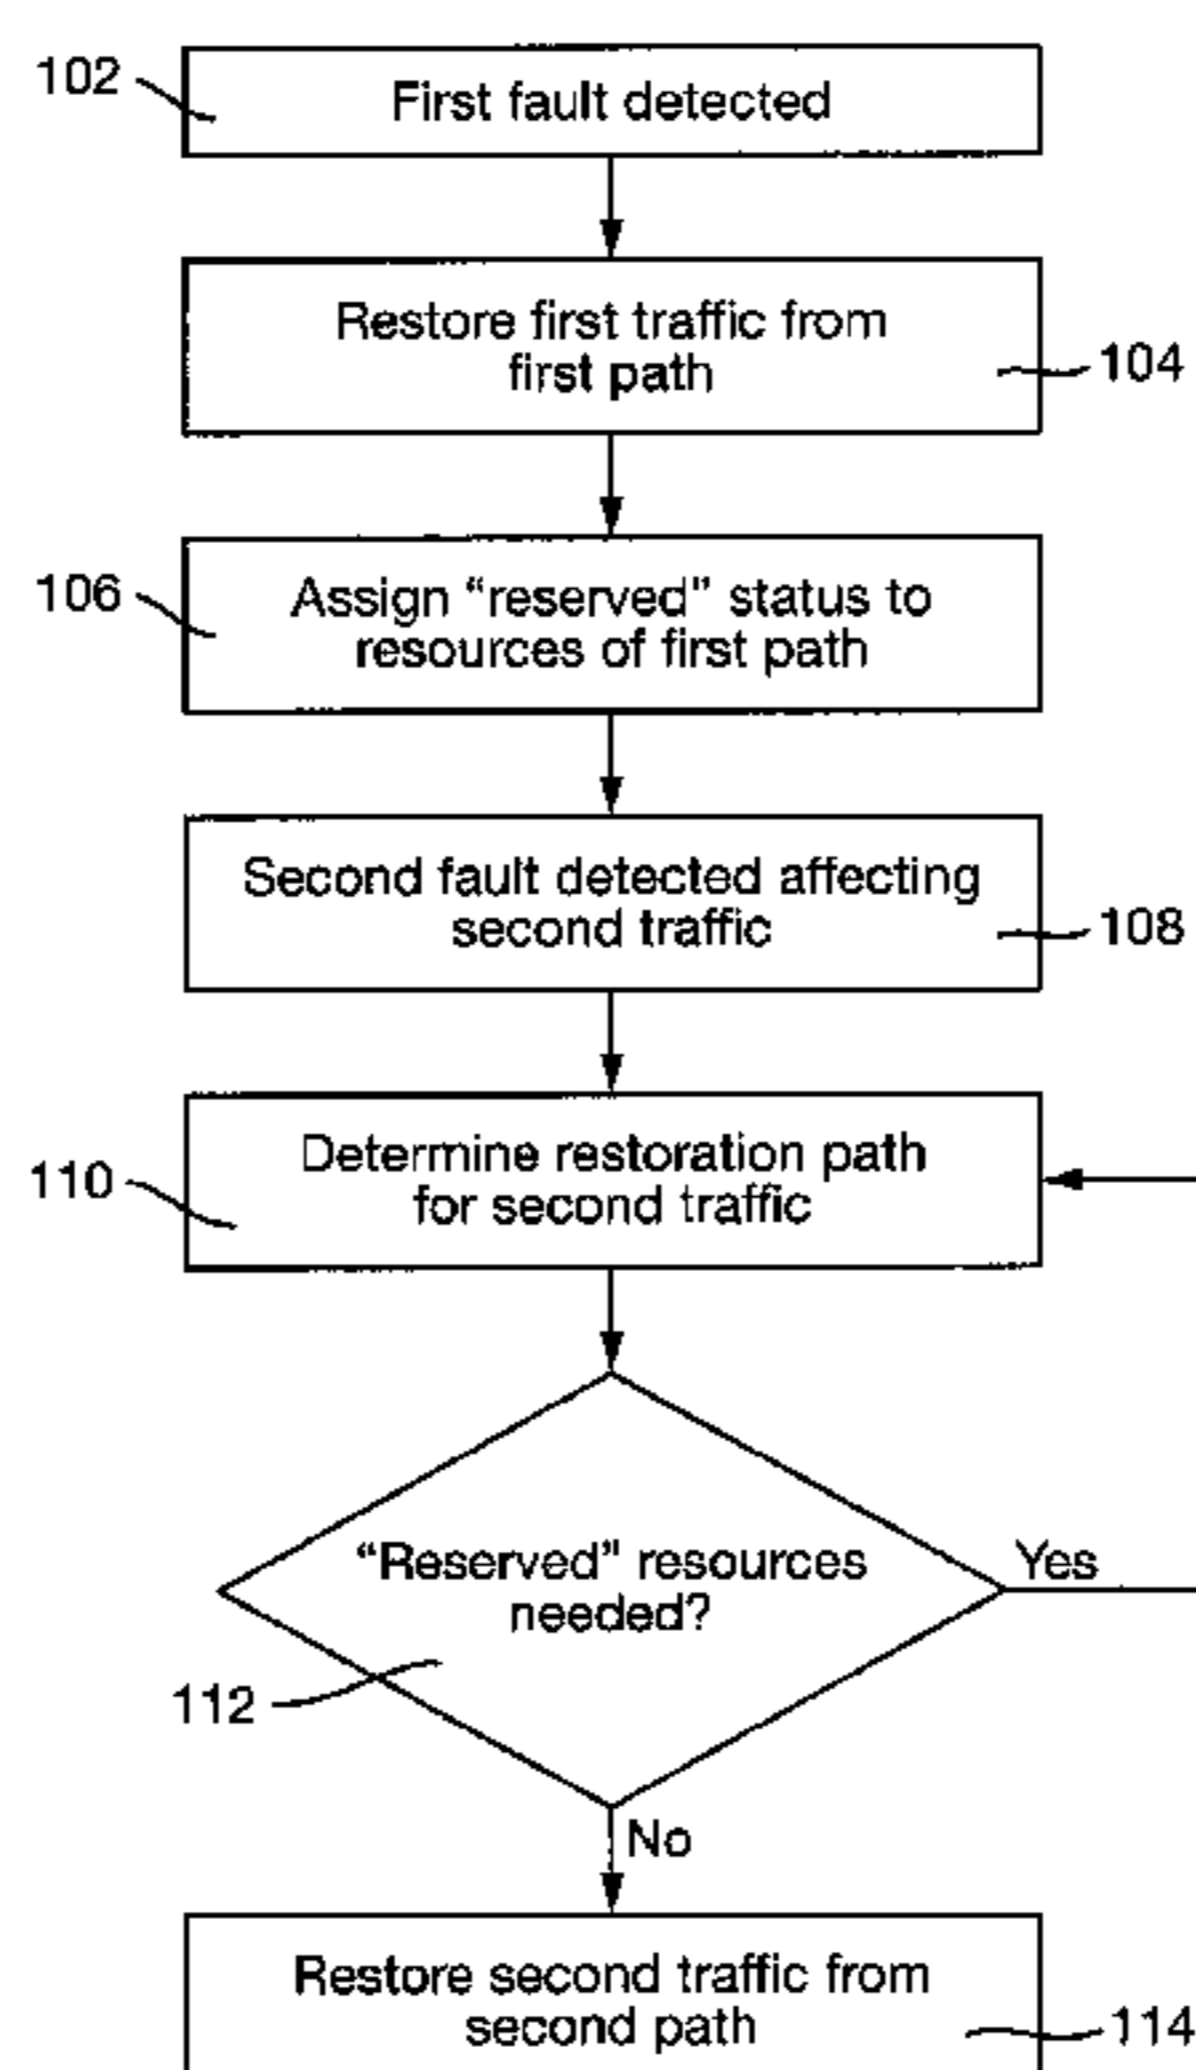 102
First fault detected
Restore first traffic from
first path
104
106
Assign “reserved” status to
resources of first path
Second fault detected affecting
second traffic
108
Determine restoration path
for second traffic
110
“Reserved” resources
needed?
Yes
112
No
Restore second traffic from
second path
114